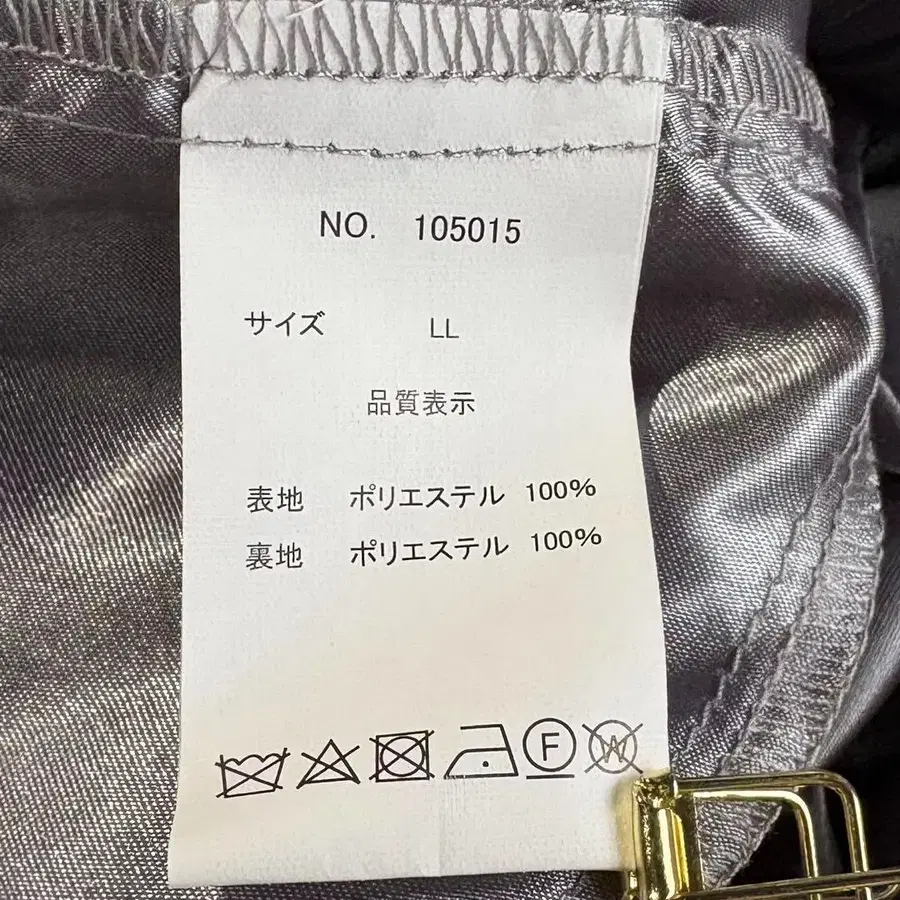 NO. 105015
サイズ LL
品質表示
表地 ポリエステル 100%
裏地 ポリエステル 100%
F W